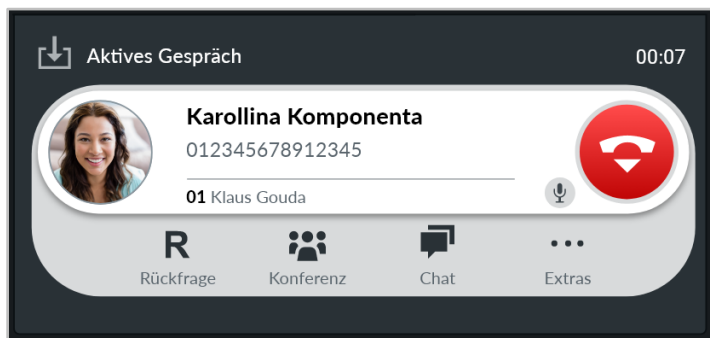 Aktives Gespräch 00:07
Karollina Komponenta
012345678912345
01 Klaus Gouda
R
Rückfrage Konferenz Chat Extras